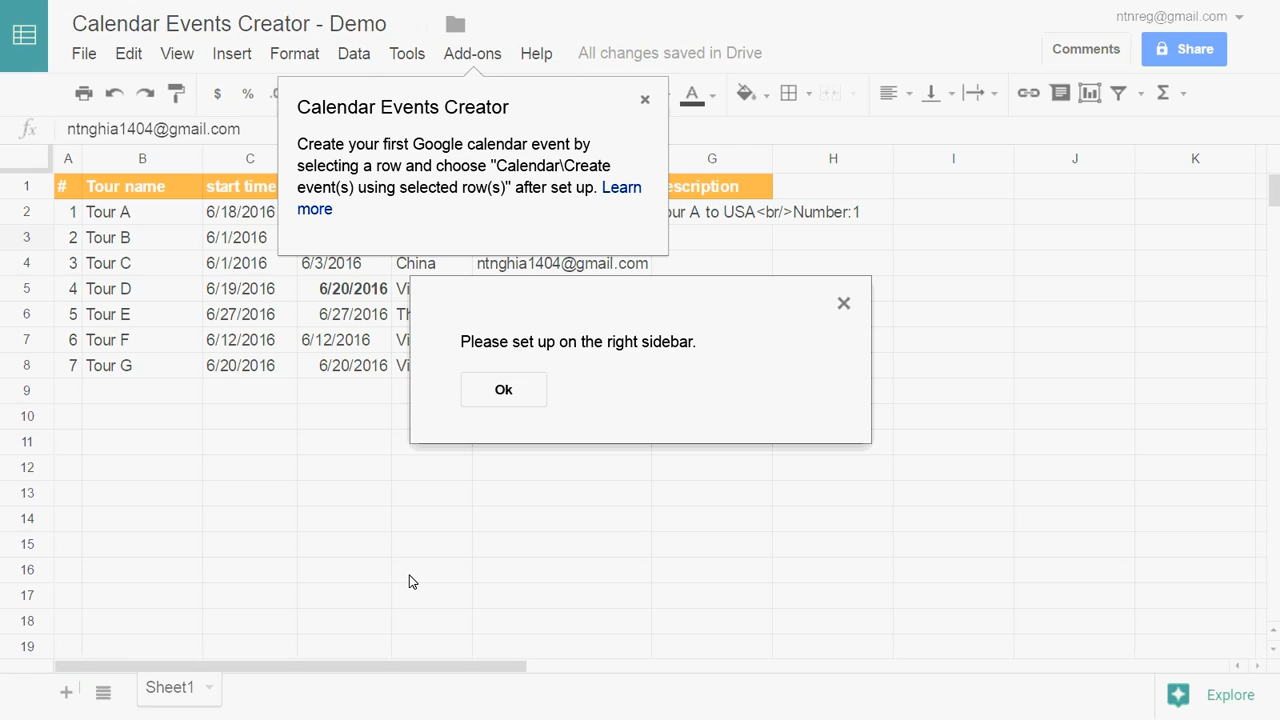 Calendar Events Creator - Demo
ntnreg@gmail.com
File Edit View Insert Format Data Tools Add-ons Help All changes saved in Drive
Comments
Share
$ % .0 A Σ
Calendar Events Creator
Create your first Google calendar event by
selecting a row and choose "Calendar\Create
event(s) using selected row(s)" after set up. Learn
more
fx ntnghia1404@gmail.com
A B C G H I J K
1 # Tour name start time escription
2 1 Tour A 6/18/2016 our A to USA<br/>Number:1
3 2 Tour B 6/1/2016
4 3 Tour C 6/1/2016 6/3/2016 China ntnghia1404@gmail.com
5 4 Tour D 6/19/2016 6/20/2016 Vi
6 5 Tour E 6/27/2016 6/27/2016 Th
7 6 Tour F 6/12/2016 6/12/2016 Vi
8 7 Tour G 6/20/2016 6/20/2016 Vi
Please set up on the right sidebar.
Ok
9
10
11
12
13
14
15
16
17
18
19
Sheet1
Explore